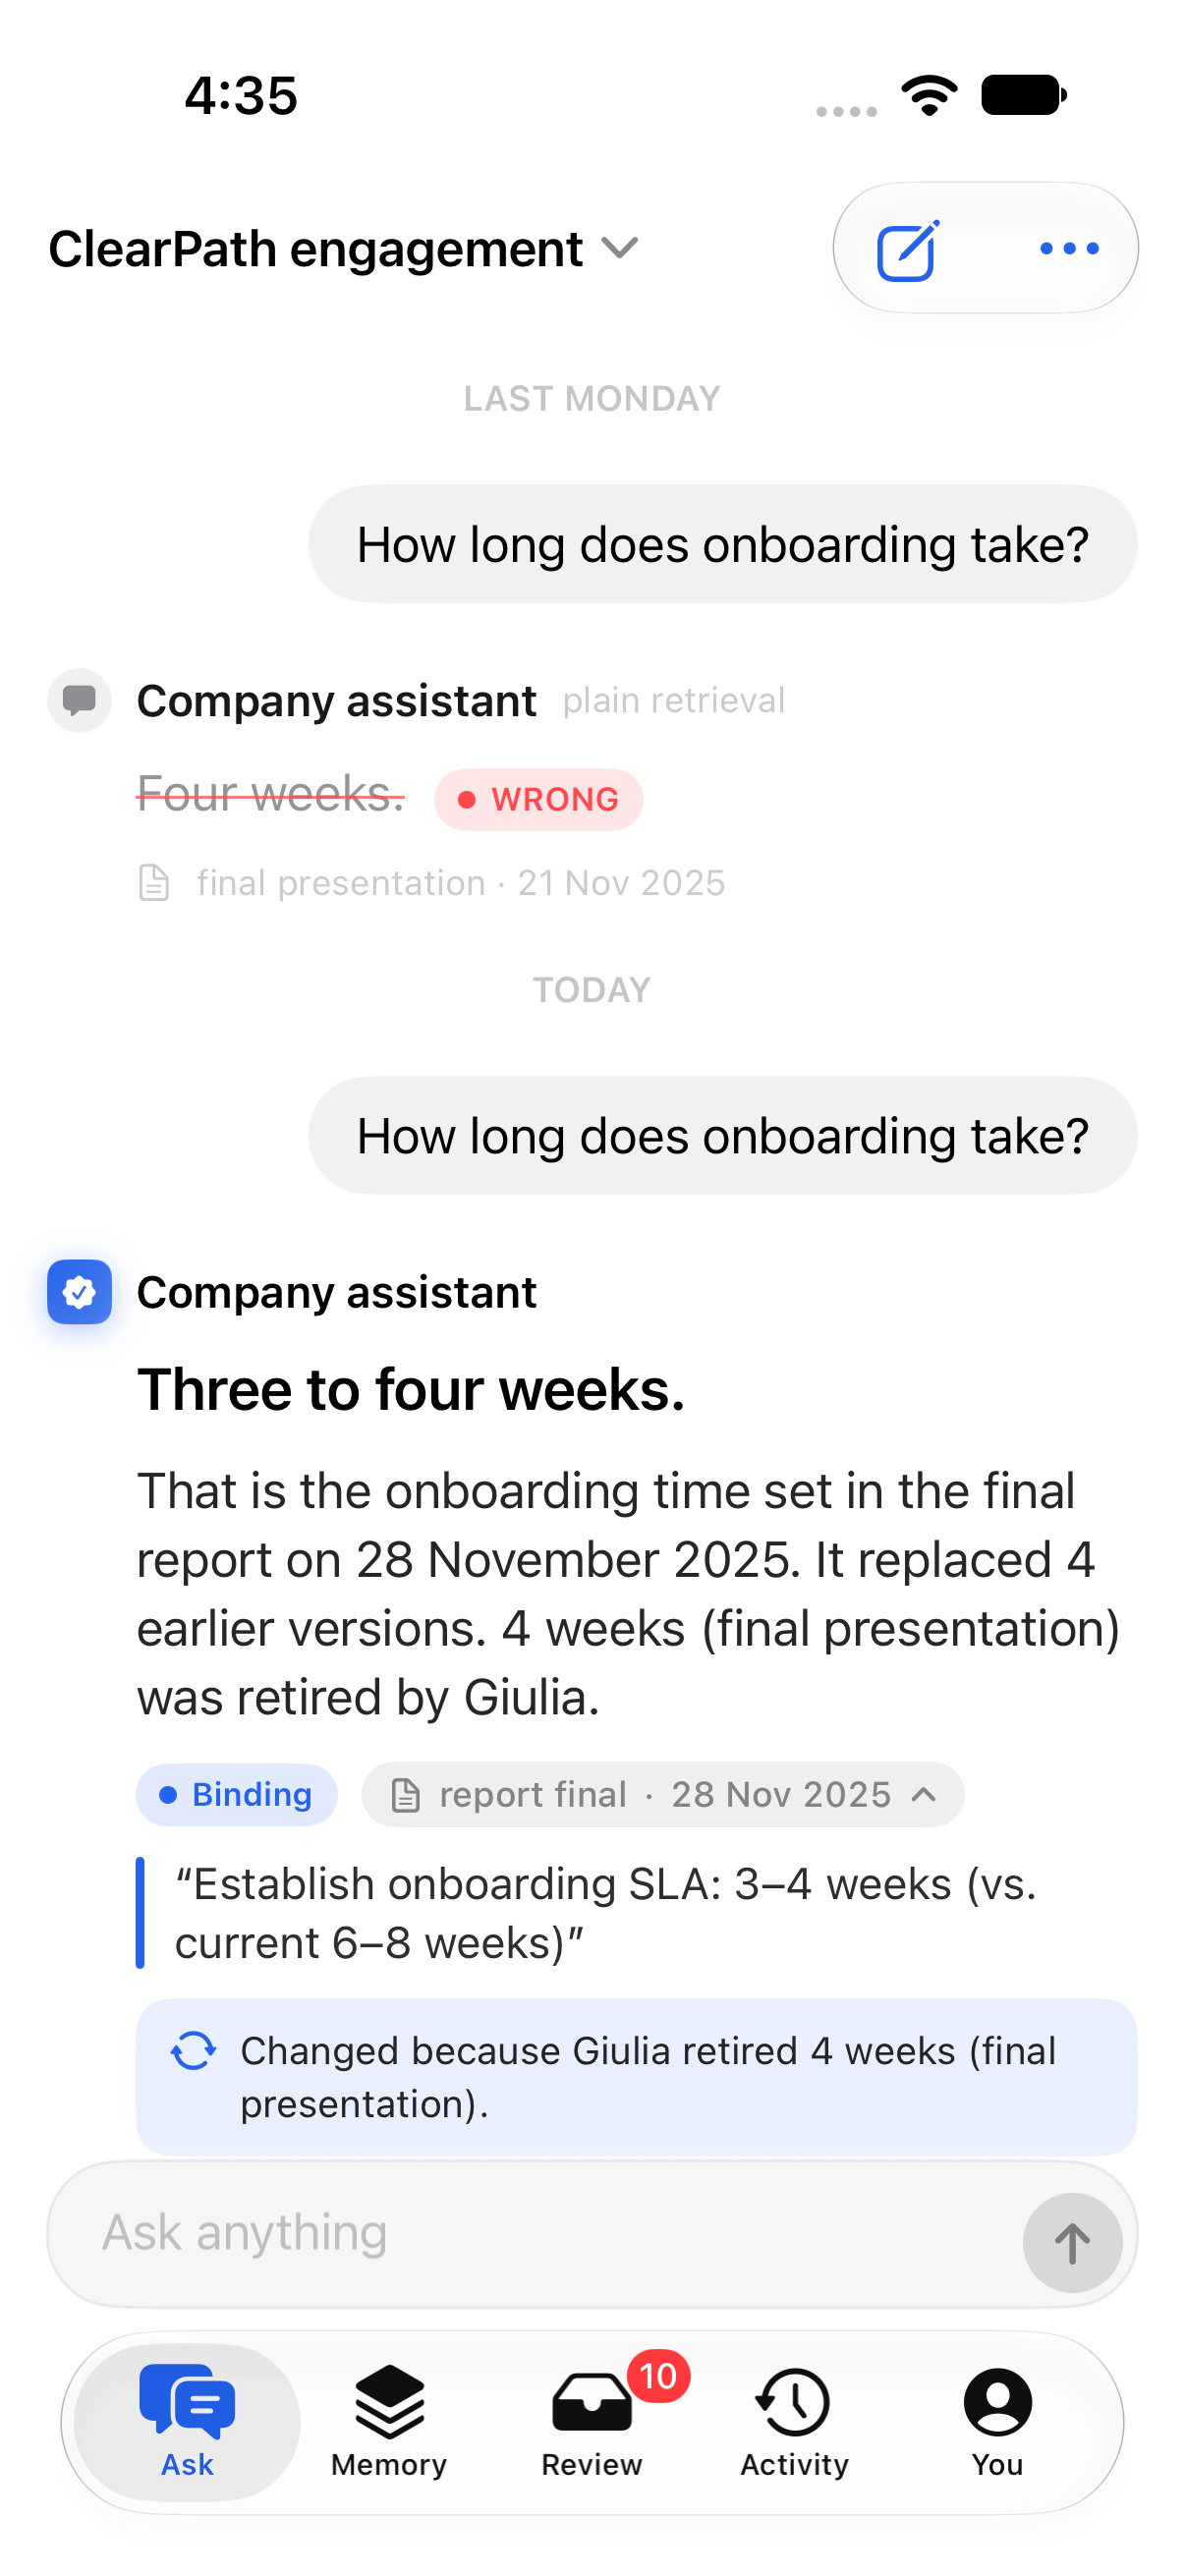 4:35
ClearPath engagement
LAST MONDAY
How long does onboarding take?
Company assistant plain retrieval
Four weeks. WRONG
final presentation · 21 Nov 2025
TODAY
How long does onboarding take?
Company assistant
Three to four weeks.
That is the onboarding time set in the final
report on 28 November 2025. It replaced 4
earlier versions. 4 weeks (final presentation)
was retired by Giulia.
Binding report final · 28 Nov 2025
“Establish onboarding SLA: 3–4 weeks (vs.
current 6–8 weeks)”
Changed because Giulia retired 4 weeks (final
presentation).
Ask anything
10
Ask Memory Review Activity You